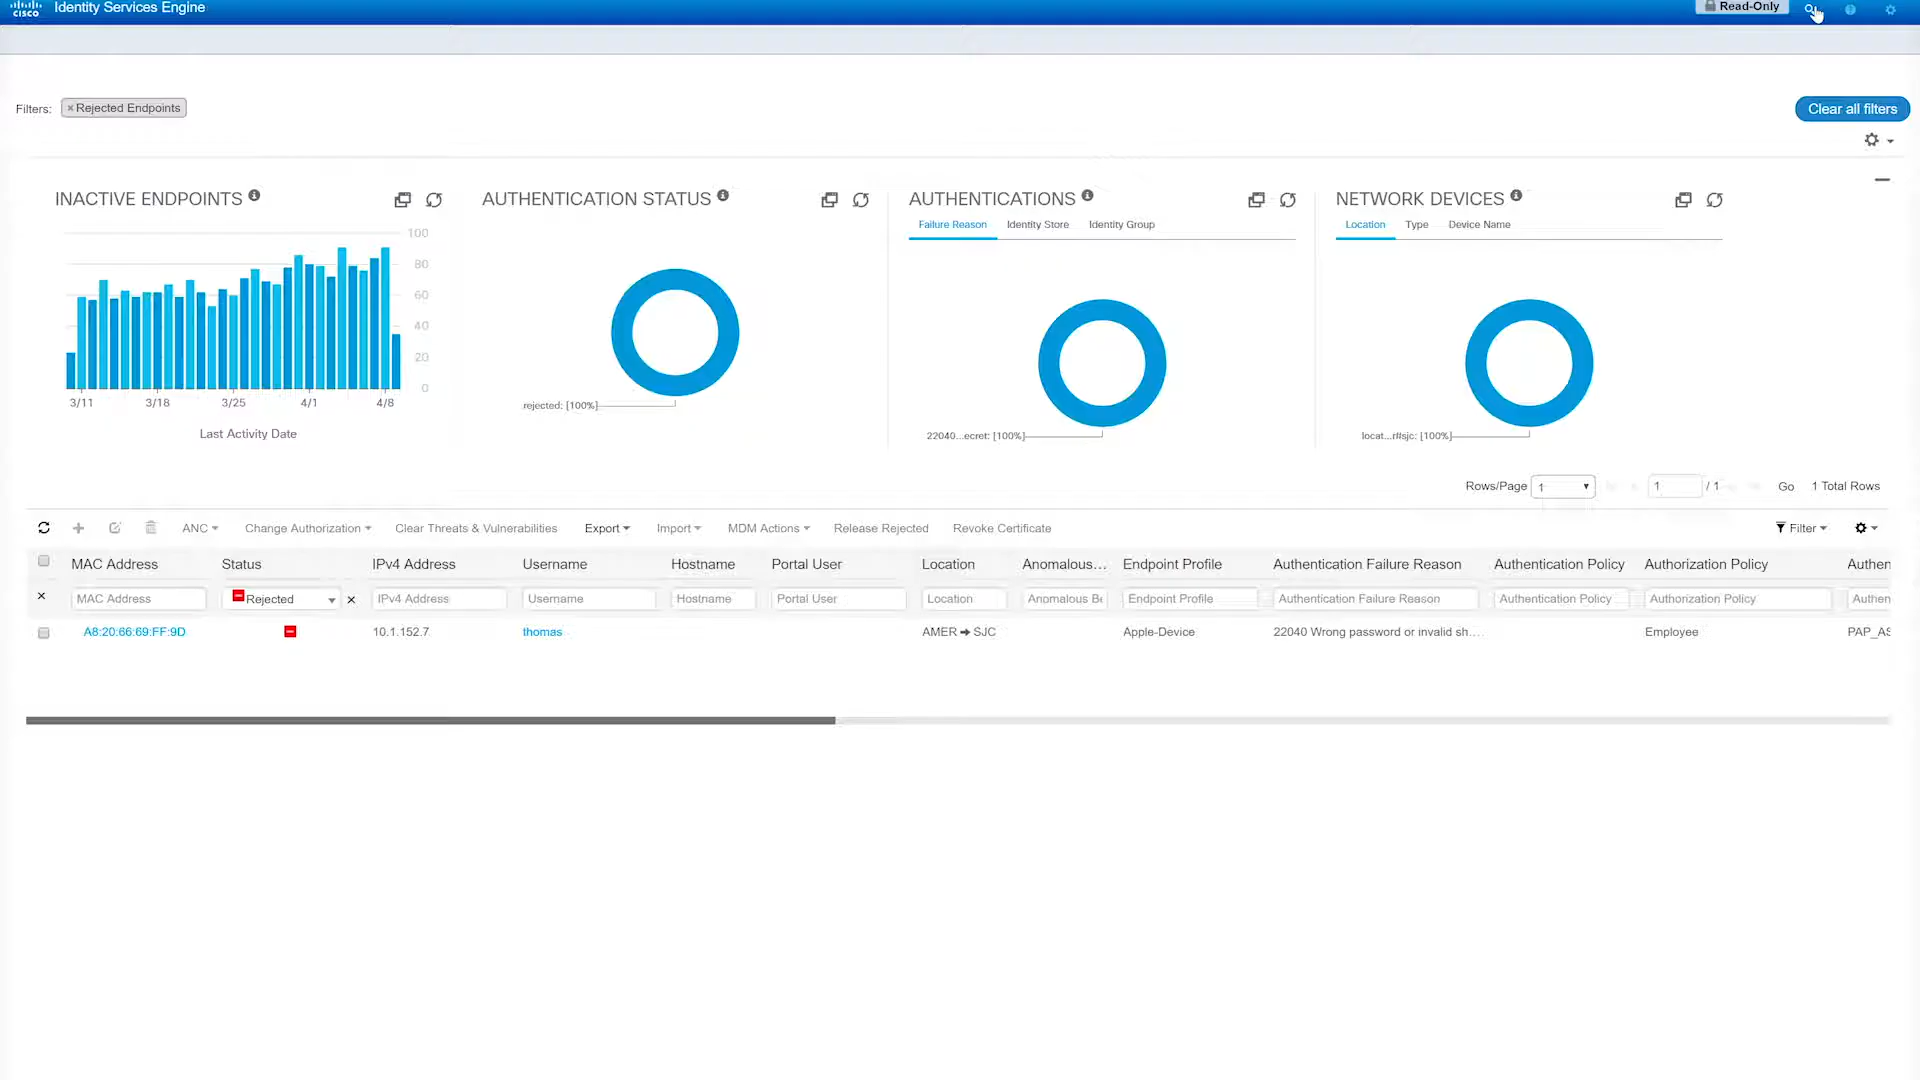 cisco Identity Services Engine Read-Only
Filters: × Rejected Endpoints Clear all filters
INACTIVE ENDPOINTS
100
80
60
40
20
0
3/11 3/18 3/25 4/1 4/8
Last Activity Date
AUTHENTICATION STATUS
rejected: [100%]
AUTHENTICATIONS
Failure Reason Identity Store Identity Group
22040...ecret: [100%]
NETWORK DEVICES
Location Type Device Name
locat...r#sjc: [100%]
Rows/Page 1 1 / 1 Go 1 Total Rows
ANC Change Authorization Clear Threats & Vulnerabilities Export Import MDM Actions Release Rejected Revoke Certificate Filter
MAC Address Status IPv4 Address Username Hostname Portal User Location Anomalous... Endpoint Profile Authentication Failure Reason Authentication Policy Authorization Policy Authen
× MAC Address Rejected × IPv4 Address Username Hostname Portal User Location Anomalous Be Endpoint Profile Authentication Failure Reason Authentication Policy Authorization Policy Authen
A8:20:66:69:FF:9D 10.1.152.7 thomas AMER ➔ SJC Apple-Device 22040 Wrong password or invalid sh.... Employee PAP_AS